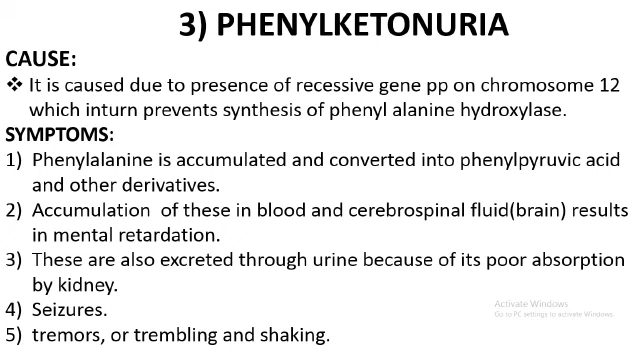 3) PHENYLKETONURIA
CAUSE:
❖ It is caused due to presence of recessive gene pp on chromosome 12
which inturn prevents synthesis of phenyl alanine hydroxylase.
SYMPTOMS:
1) Phenylalanine is accumulated and converted into phenylpyruvic acid
and other derivatives.
2) Accumulation of these in blood and cerebrospinal fluid(brain) results
in mental retardation.
3) These are also excreted through urine because of its poor absorption
by kidney.
4) Seizures.
5) tremors, or trembling and shaking.
Activate Windows
Go to PC settings to activate Windows.